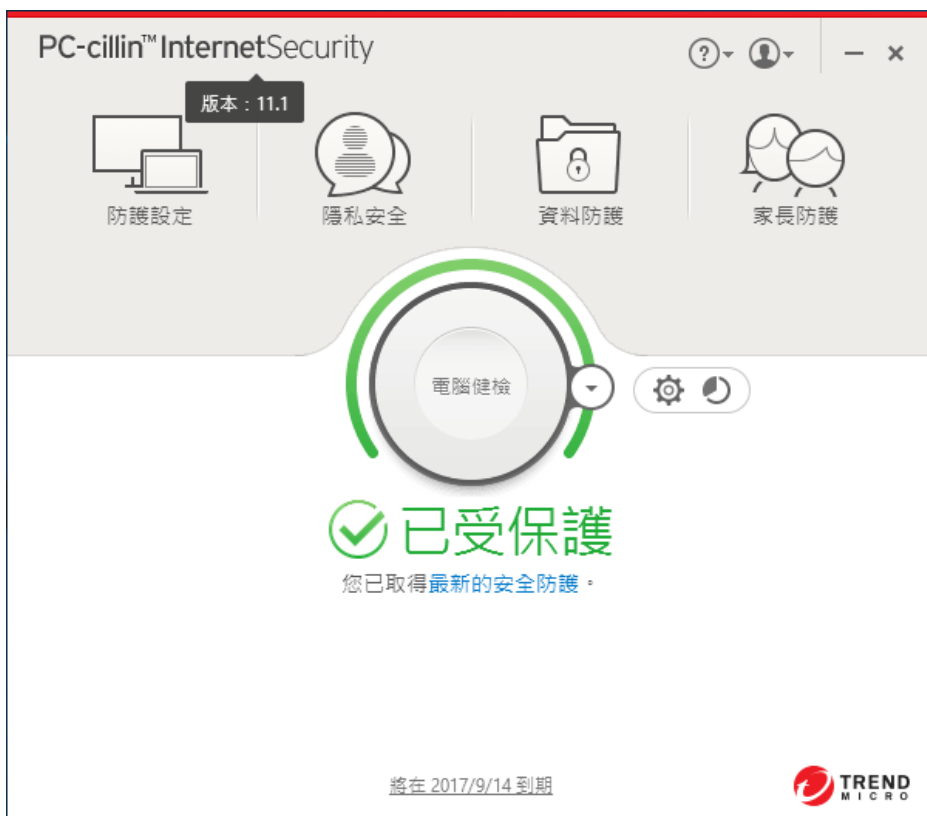 PC-cillin™ InternetSecurity
?
版本：11.1
防護設定
隱私安全
資料防護
家長防護
電腦健檢
已受保護
您已取得最新的安全防護。
將在 2017/9/14 到期
TREND
MICRO